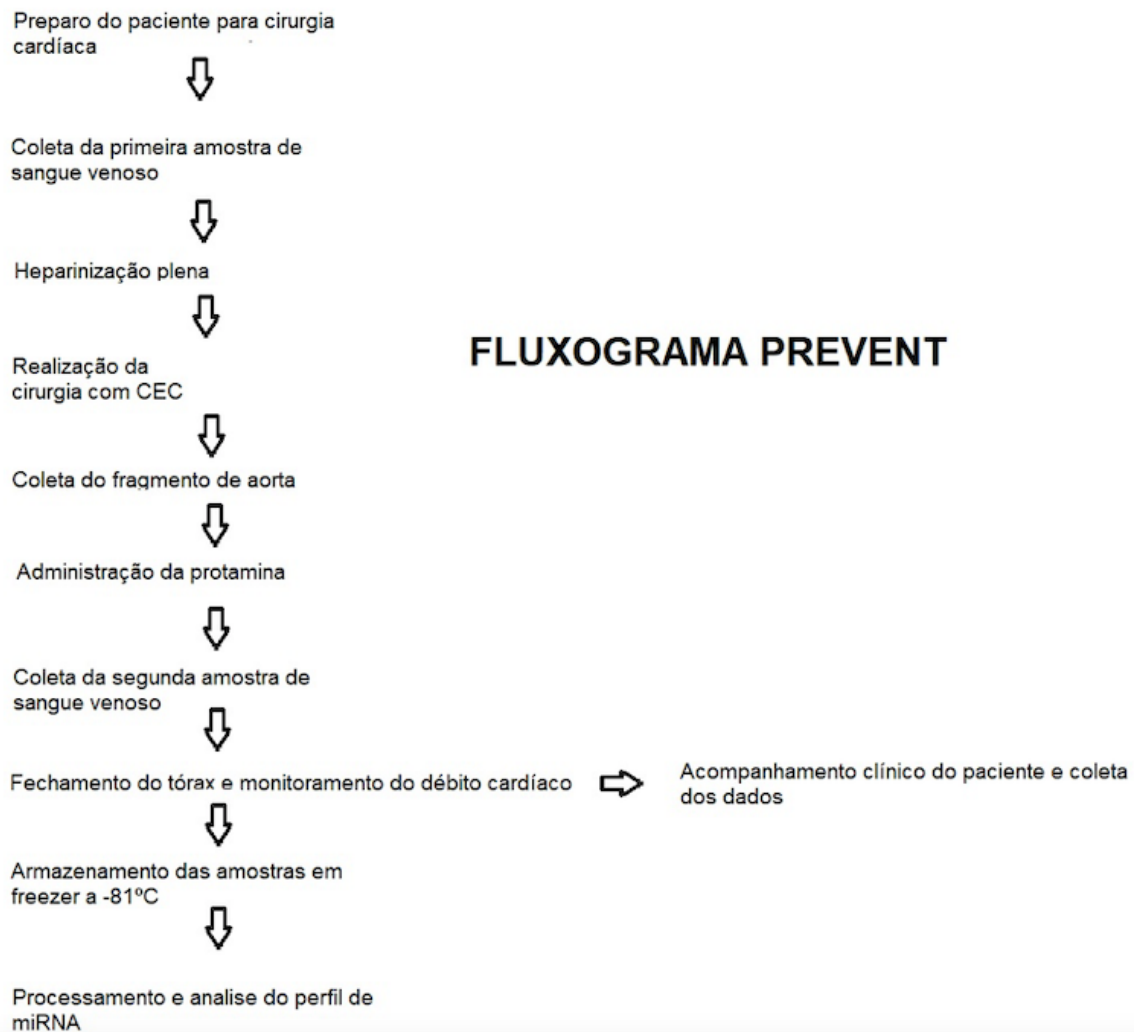 Preparo do paciente para cirurgia
cardíaca
Coleta da primeira amostra de
sangue venoso
Heparinização plena
FLUXOGRAMA PREVENT
Realização da
cirurgia com CEC
Coleta do fragmento de aorta
Administração da protamina
Coleta da segunda amostra de
sangue venoso
Fechamento do tórax e monitoramento do débito cardíaco
Acompanhamento clínico do paciente e coleta
dos dados
Armazenamento das amostras em
freezer a -81ºC
Processamento e analise do perfil de
miRNA